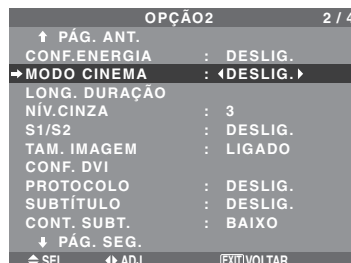 OPÇÃO2 2 / 4
↑ PÁG. ANT.
CONF.ENERGIA : DESLIG.
→MODO CINEMA : ◂DESLIG.▸
LONG. DURAÇÃO
NÍV.CINZA : 3
S1/S2 : DESLIG.
TAM. IMAGEM : LIGADO
CONF. DVI
PROTOCOLO : DESLIG.
SUBTÍTULO : DESLIG.
CONT. SUBT. : BAIXO
↓ PÁG. SEG.
SEL. ADJ. EXIT VOLTAR